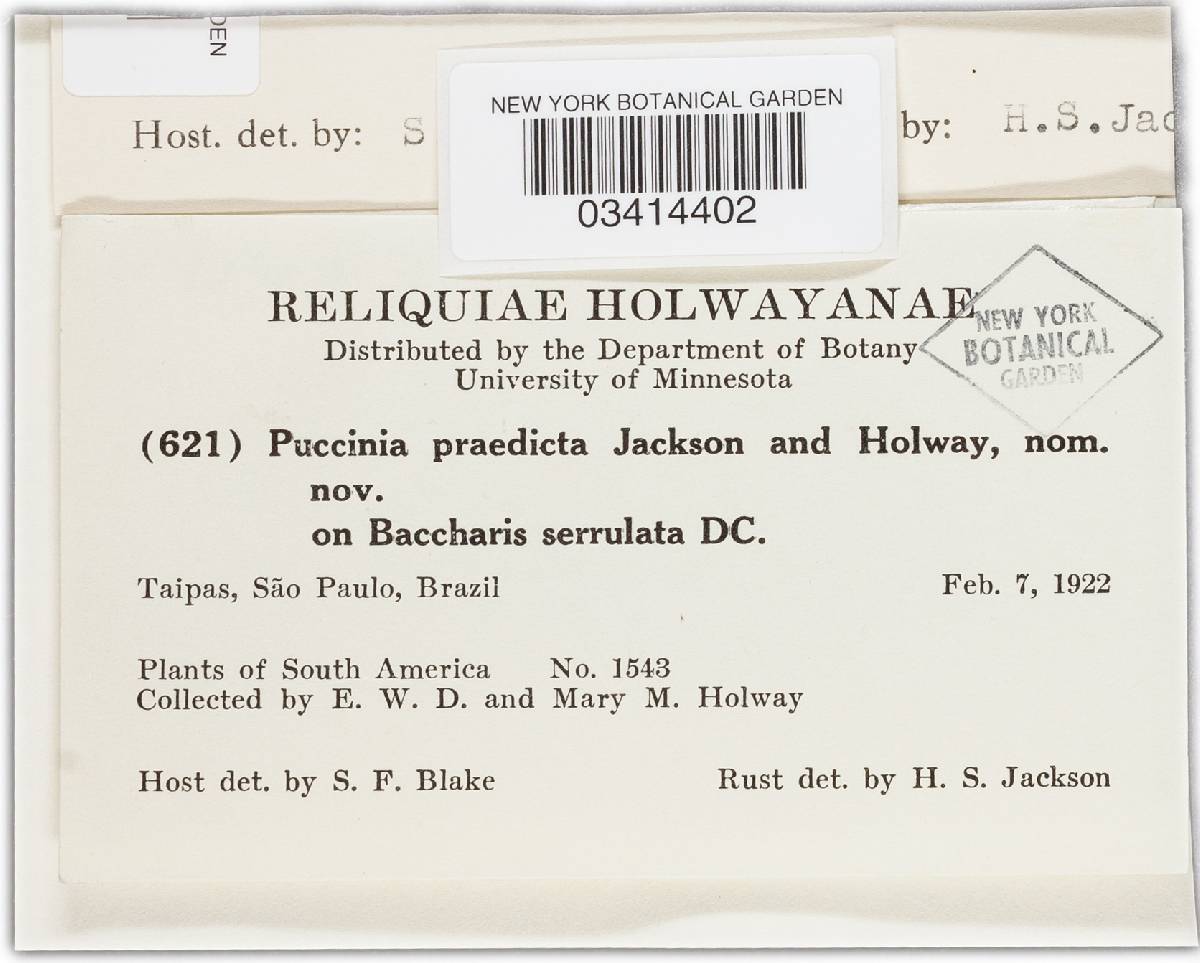 DEN
Host. det. by: S
by: H.S.Jac
NEW YORK BOTANICAL GARDEN
03414402
RELIQUIAE HOLWAYANAE
Distributed by the Department of Botany
University of Minnesota
NEW YORK
BOTANICAL
GARDEN
(621) Puccinia praedicta Jackson and Holway, nom.
nov.
on Baccharis serrulata DC.
Taipas, São Paulo, Brazil Feb. 7, 1922
Plants of South America No. 1543
Collected by E. W. D. and Mary M. Holway
Host det. by S. F. Blake Rust det. by H. S. Jackson